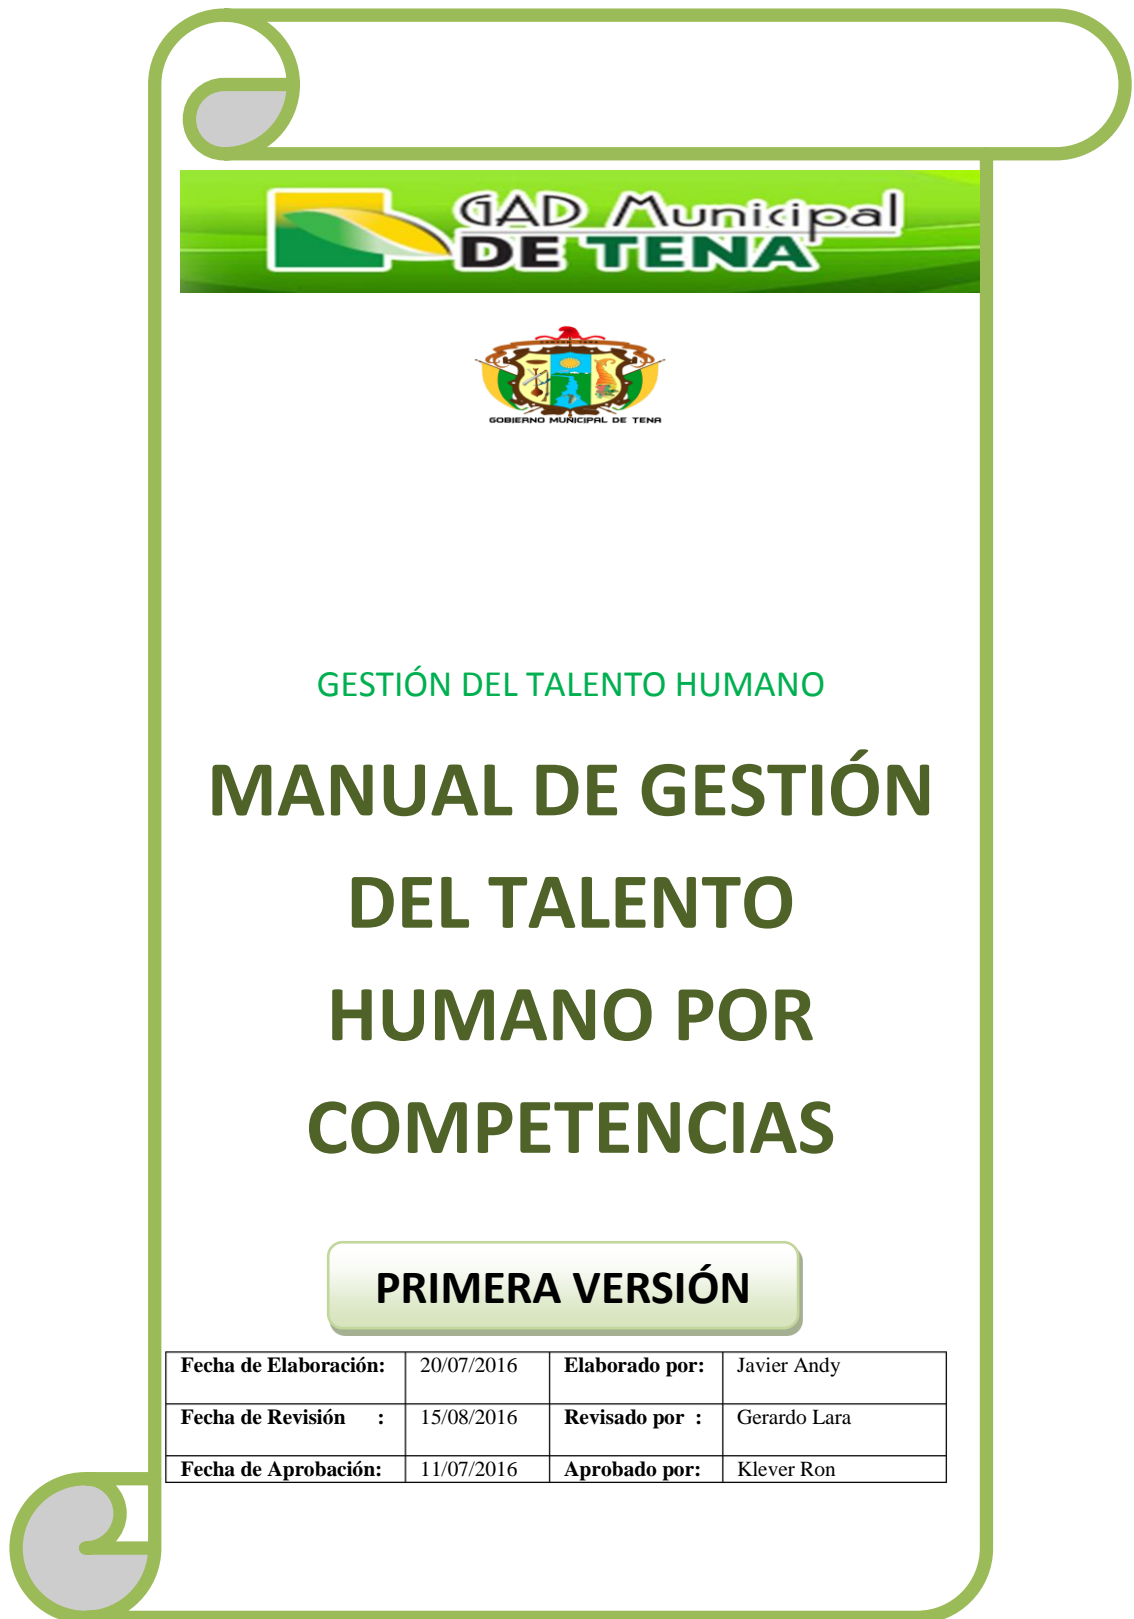 GAD Municipal
DE TENA
GOBIERNO MUNICIPAL DE TENA
GESTIÓN DEL TALENTO HUMANO
MANUAL DE GESTIÓN
DEL TALENTO
HUMANO POR
COMPETENCIAS
PRIMERA VERSIÓN
Fecha de Elaboración: 20/07/2016 Elaborado por: Javier Andy
Fecha de Revisión : 15/08/2016 Revisado por : Gerardo Lara
Fecha de Aprobación: 11/07/2016 Aprobado por: Klever Ron